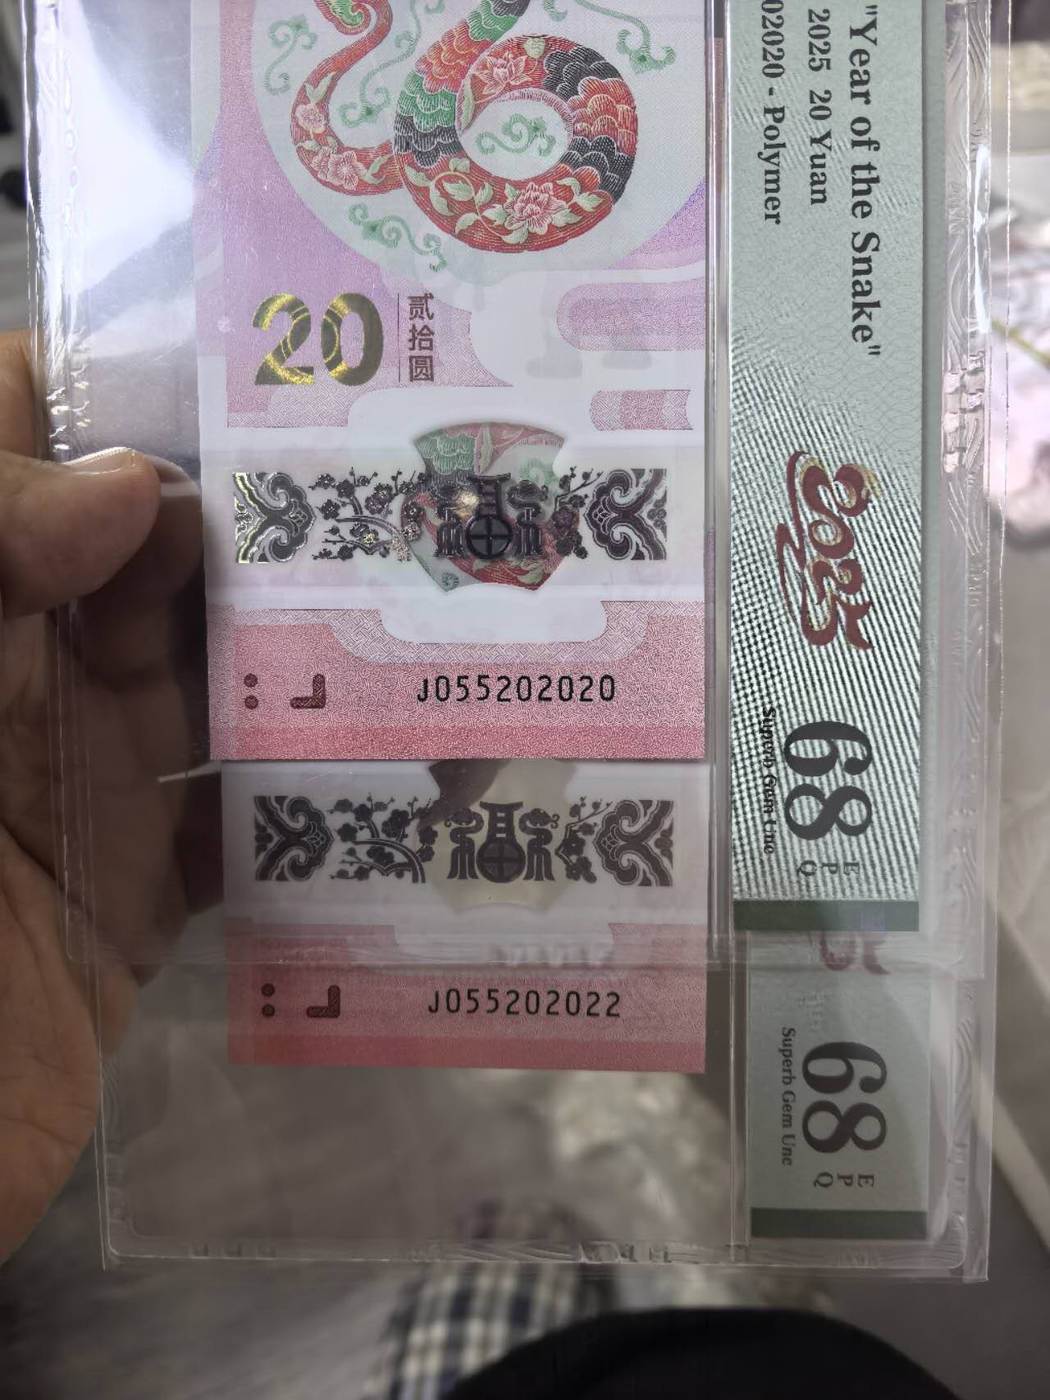 "Year of the Snake"
2025 20 Yuan
02020 - Polymer
2025
68
EPQ
Superb Gem Unc
20
贰拾圆
J055202020
J055202022
68
EPQ
Superb Gem Unc